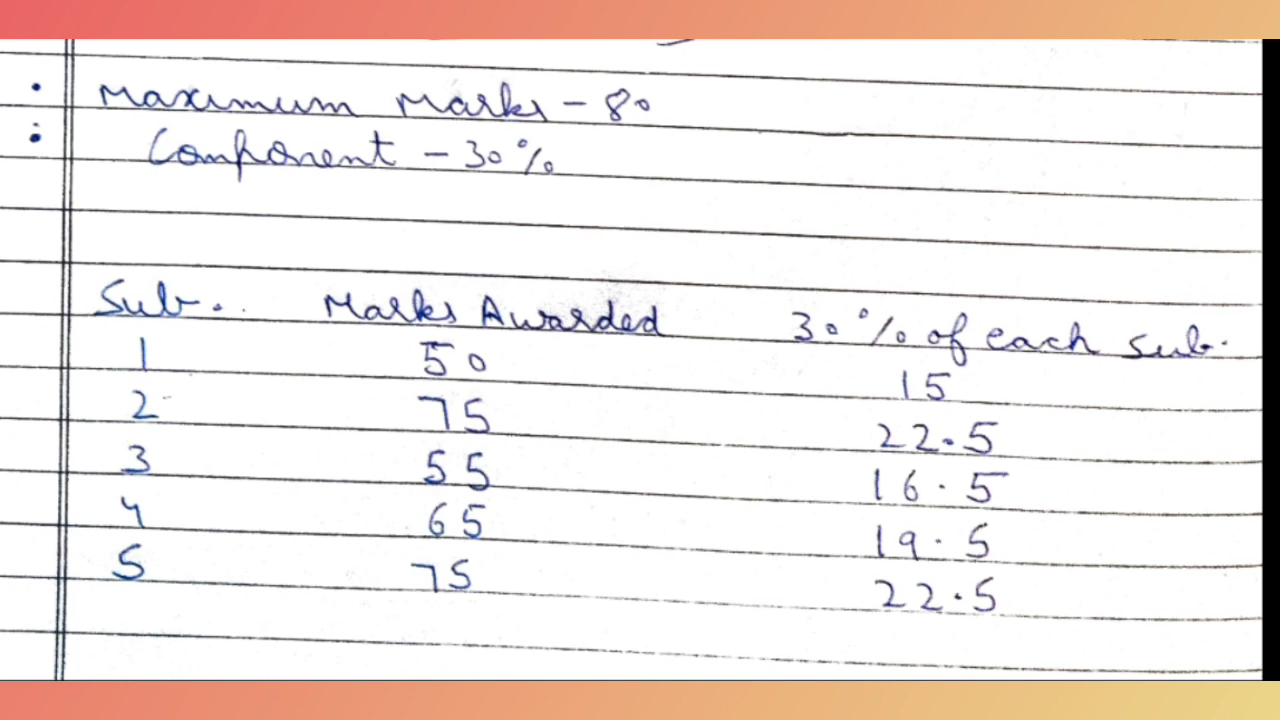 Maximum Marks - 80
Component - 30%
Sub. Marks Awarded 30% of each sub.
1 50 15
2 75 22.5
3 55 16.5
4 65 19.5
5 75 22.5